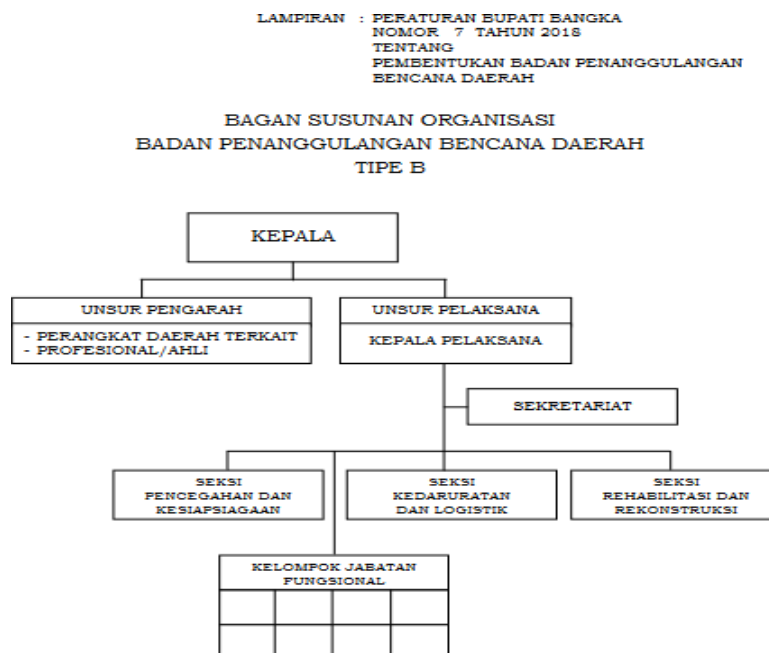 LAMPIRAN : PERATURAN BUPATI BANGKA
NOMOR 7 TAHUN 2018
TENTANG
PEMBENTUKAN BADAN PENANGGULANGAN
BENCANA DAERAH
BAGAN SUSUNAN ORGANISASI
BADAN PENANGGULANGAN BENCANA DAERAH
TIPE B
KEPALA
UNSUR PENGARAH
- PERANGKAT DAERAH TERKAIT
- PROFESIONAL/AHLI
UNSUR PELAKSANA
KEPALA PELAKSANA
SEKRETARIAT
SEKSI
PENCEGAHAN DAN
KESIAPSIAGAAN
SEKSI
KEDARURATAN
DAN LOGISTIK
SEKSI
REHABILITASI DAN
REKONSTRUKSI
KELOMPOK JABATAN
FUNGSIONAL